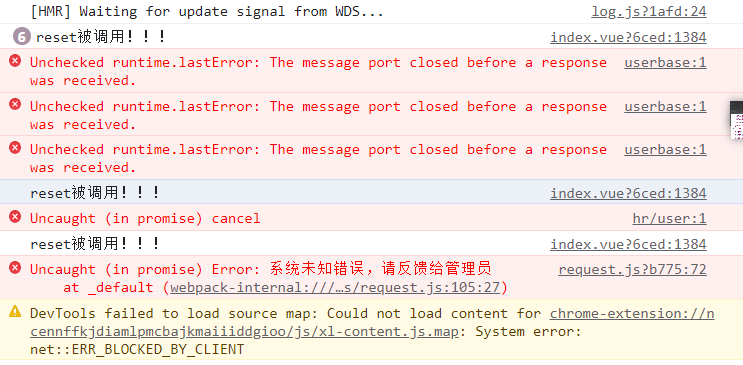 [HMR] Waiting for update signal from WDS... log.js?1afd:24
6 reset被调用！！！ index.vue?6ced:1384
Unchecked runtime.lastError: The message port closed before a response userbase:1
was received.
Unchecked runtime.lastError: The message port closed before a response userbase:1
was received.
Unchecked runtime.lastError: The message port closed before a response userbase:1
was received.
reset被调用！！！ index.vue?6ced:1384
Uncaught (in promise) cancel hr/user:1
reset被调用！！！ index.vue?6ced:1384
Uncaught (in promise) Error: 系统未知错误，请反馈给管理员 request.js?b775:72
at _default (webpack-internal:///…s/request.js:105:27)
DevTools failed to load source map: Could not load content for chrome-extension://n
cennffkjdiamlpmcbajkmaiiiddgioo/js/xl-content.js.map: System error:
net::ERR_BLOCKED_BY_CLIENT